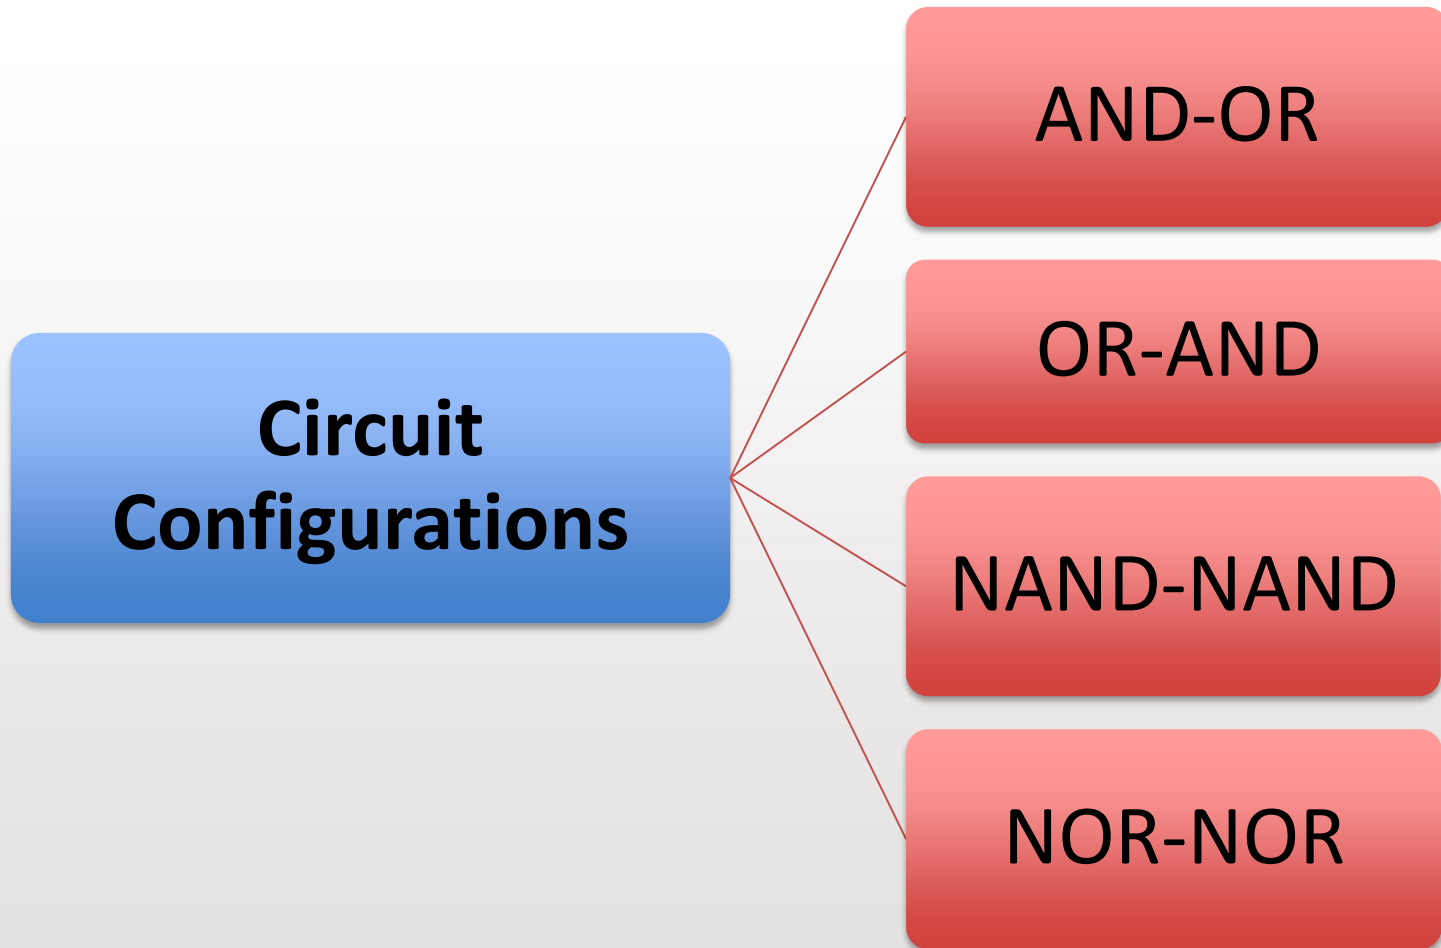 Circuit
Configurations
AND-OR
OR-AND
NAND-NAND
NOR-NOR